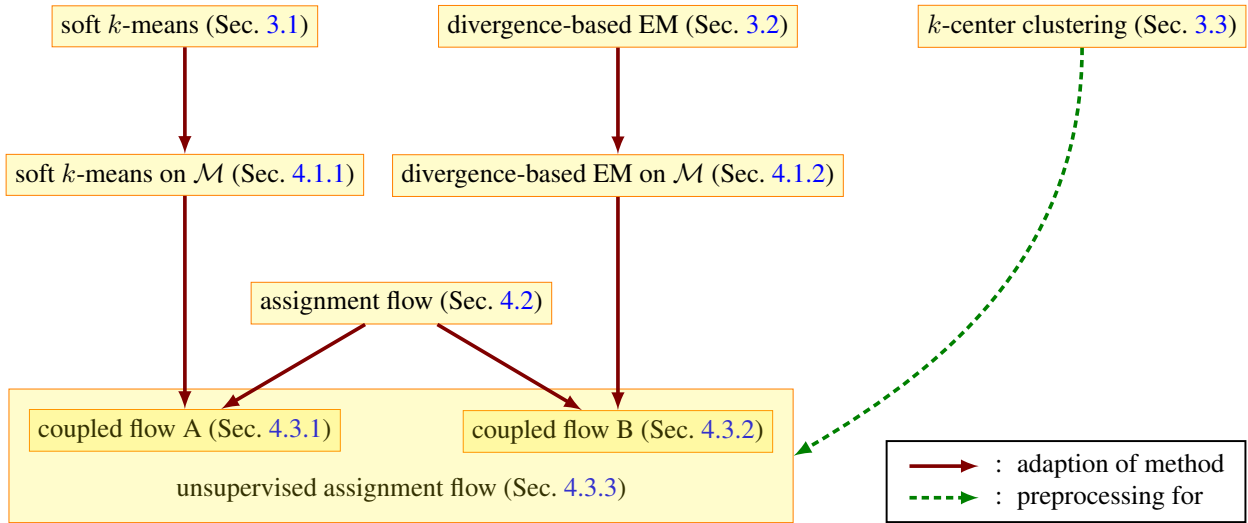 soft k-means (Sec. 3.1)
divergence-based EM (Sec. 3.2)
k-center clustering (Sec. 3.3)
soft k-means on ℳ (Sec. 4.1.1)
divergence-based EM on ℳ (Sec. 4.1.2)
assignment flow (Sec. 4.2)
coupled flow A (Sec. 4.3.1)
coupled flow B (Sec. 4.3.2)
unsupervised assignment flow (Sec. 4.3.3)
: adaption of method
: preprocessing for